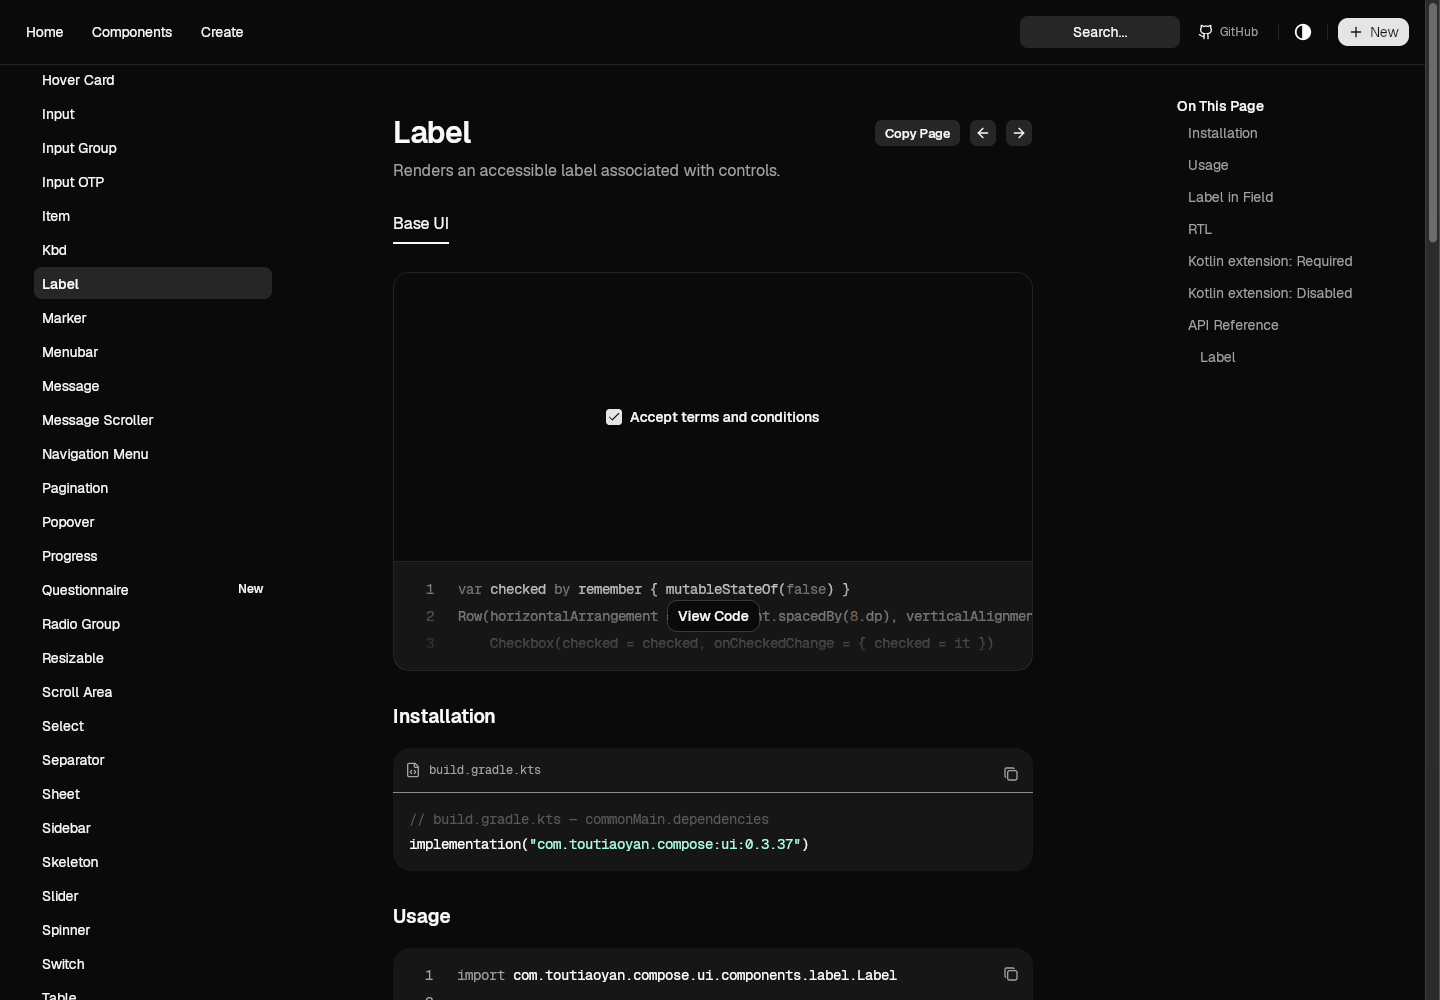 Home
Components
Create
Search...
GitHub
New
Hover Card
Input
Input Group
Input OTP
Item
Kbd
Label
Marker
Menubar
Message
Message Scroller
Navigation Menu
Pagination
Popover
Progress
Questionnaire
New
Radio Group
Resizable
Scroll Area
Select
Separator
Sheet
Sidebar
Skeleton
Slider
Spinner
Switch
Table
Label
Copy Page
Renders an accessible label associated with controls.
Base UI
Accept terms and conditions
1 var checked by remember { mutableStateOf(false) }
2 Row(horizontalArrangement
View Code
.spacedBy(8.dp),
3 Checkbox(checked = checked, onCheckedChange = { checked = it })
Installation
build.gradle.kts
// build.gradle.kts — commonMain.dependencies
implementation("com.toutiaoyan.compose:ui:0.3.37")
Usage
1 import com.toutiaoyan.compose.ui.components.label.Label
On This Page
Installation
Usage
Label in Field
RTL
Kotlin extension: Required
Kotlin extension: Disabled
API Reference
Label